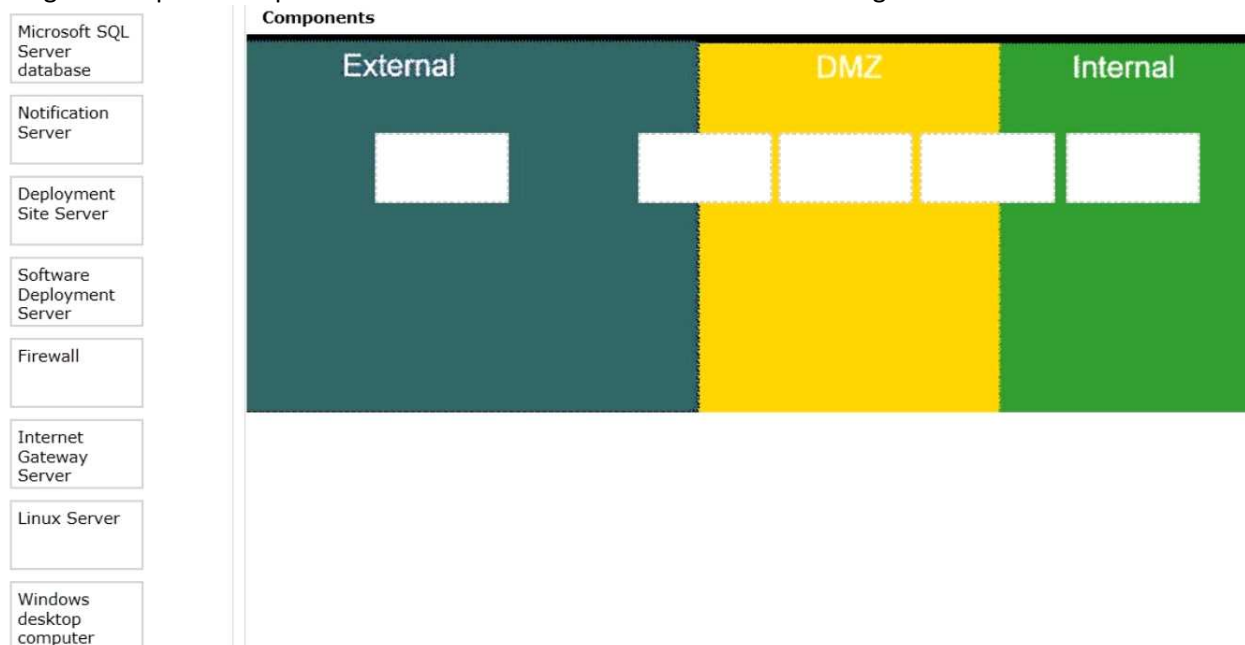 Components
Microsoft SQL
Server
database
Notification
Server
Deployment
Site Server
Software
Deployment
Server
Firewall
Internet
Gateway
Server
Linux Server
Windows
desktop
computer
External
DMZ
Internal